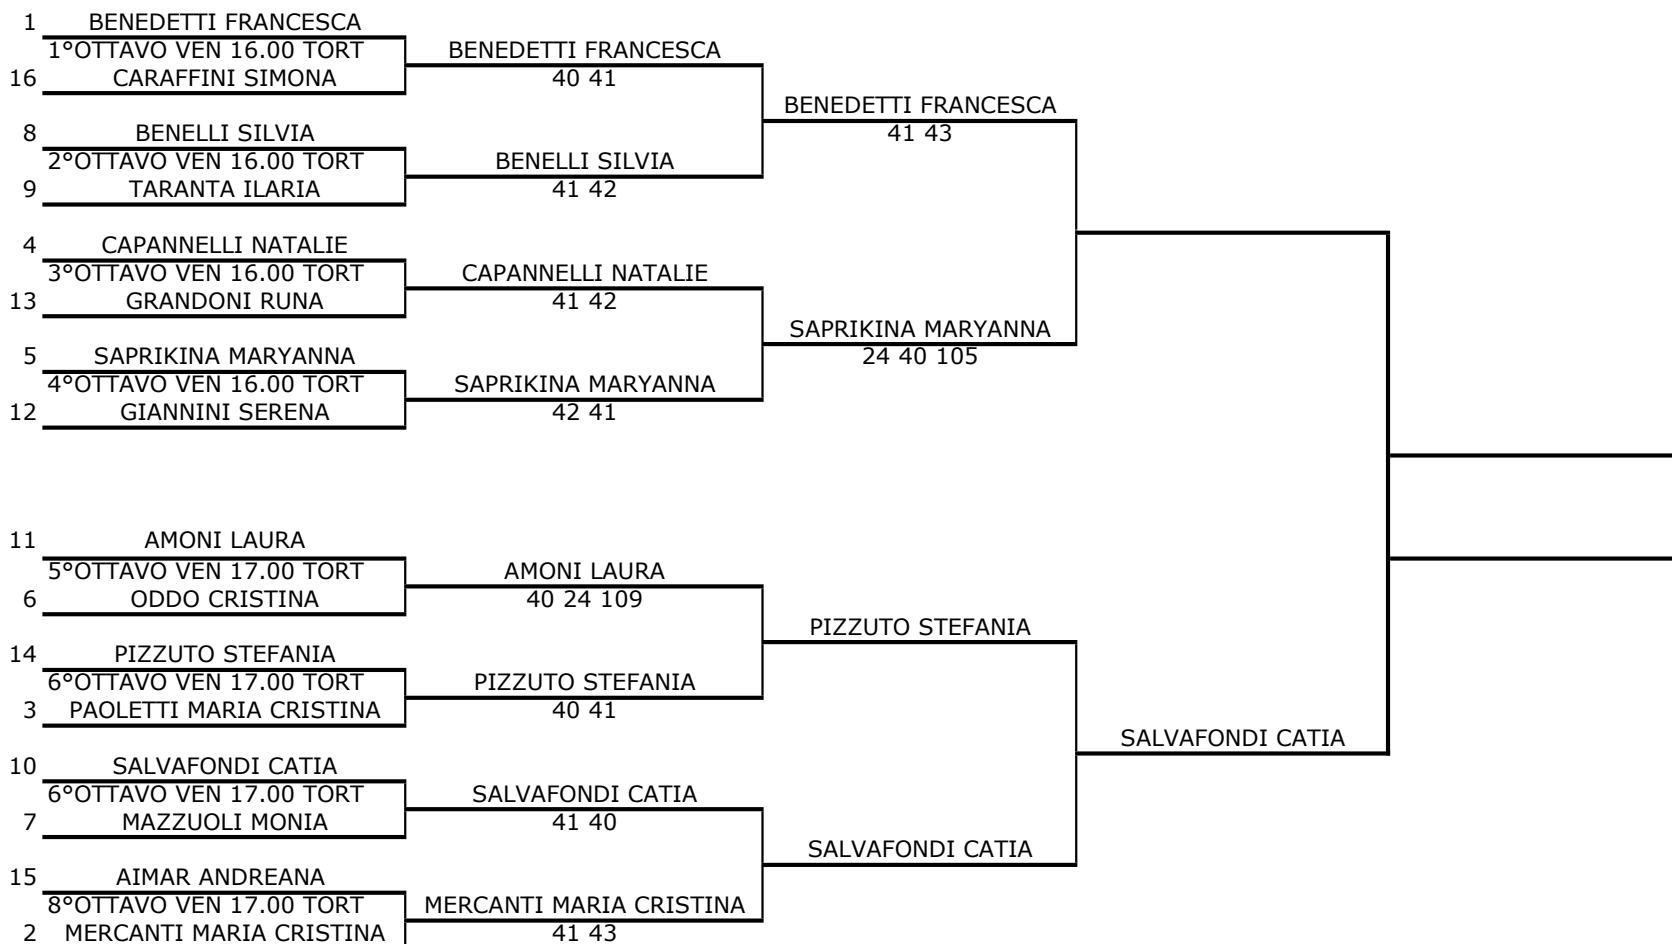 1 BENEDETTI FRANCESCA
1°OTTAVO VEN 16.00 TORT
16 CARAFFINI SIMONA
8 BENELLI SILVIA
2°OTTAVO VEN 16.00 TORT
9 TARANTA ILARIA
4 CAPANNELLI NATALIE
3°OTTAVO VEN 16.00 TORT
13 GRANDONI RUNA
5 SAPRIKINA MARYANNA
4°OTTAVO VEN 16.00 TORT
12 GIANNINI SERENA
11 AMONI LAURA
5°OTTAVO VEN 17.00 TORT
6 ODDO CRISTINA
14 PIZZUTO STEFANIA
6°OTTAVO VEN 17.00 TORT
3 PAOLETTI MARIA CRISTINA
10 SALVAFONDI CATIA
6°OTTAVO VEN 17.00 TORT
7 MAZZUOLI MONIA
15 AIMAR ANDREANA
8°OTTAVO VEN 17.00 TORT
2 MERCANTI MARIA CRISTINA
BENEDETTI FRANCESCA
40 41
BENELLI SILVIA
41 42
CAPANNELLI NATALIE
41 42
SAPRIKINA MARYANNA
42 41
AMONI LAURA
40 24 109
PIZZUTO STEFANIA
40 41
SALVAFONDI CATIA
41 40
MERCANTI MARIA CRISTINA
41 43
BENEDETTI FRANCESCA
41 43
SAPRIKINA MARYANNA
24 40 105
PIZZUTO STEFANIA
SALVAFONDI CATIA
SALVAFONDI CATIA